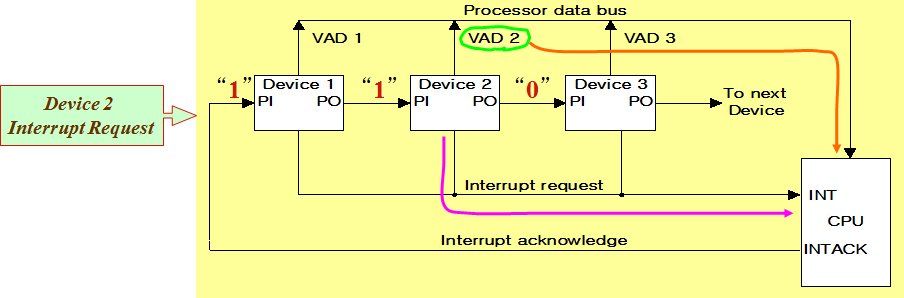 Processor data bus
VAD 1
VAD 2
VAD 3
“1”
Device 1
PI
PO
“1”
Device 2
PI
PO
“0”
Device 3
PI
PO
To next
Device
Device 2
Interrupt Request
Interrupt request
INT
CPU
Interrupt acknowledge
INTACK